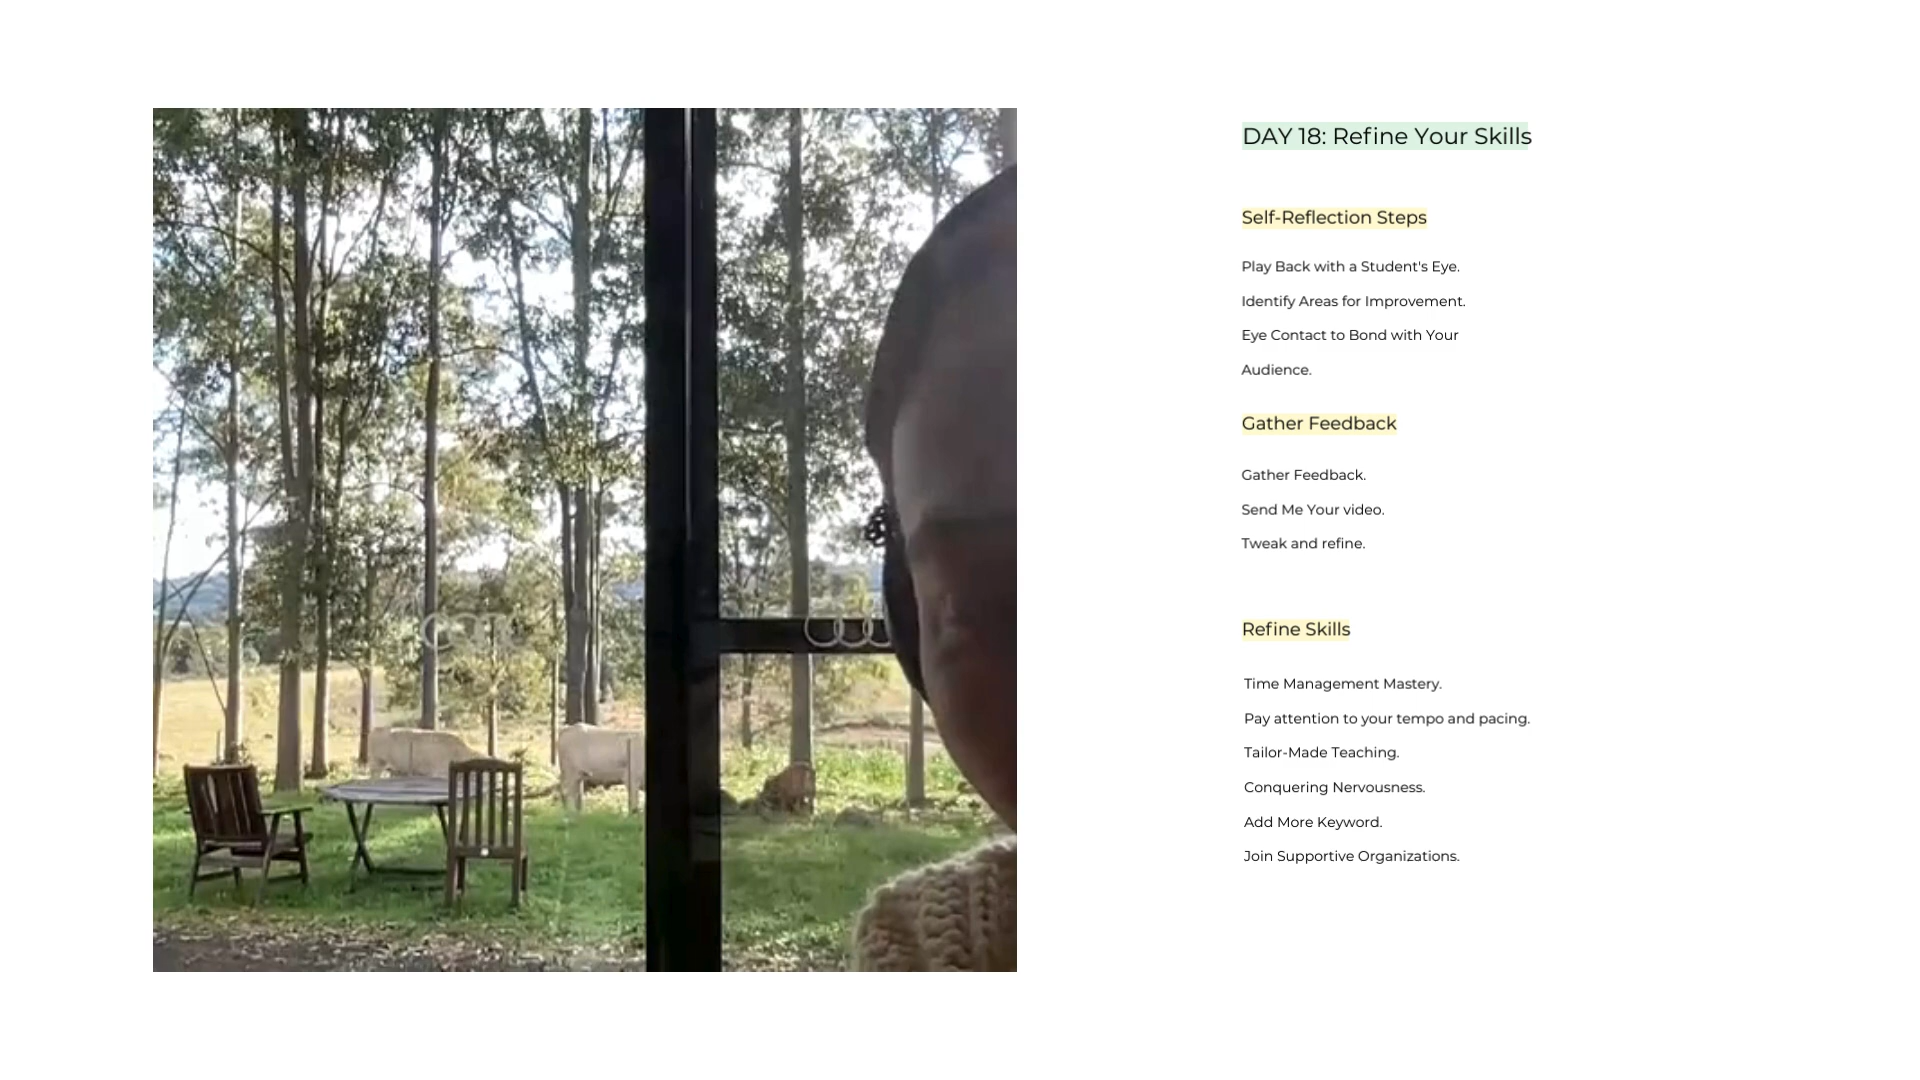 DAY 18: Refine Your Skills
Self-Reflection Steps
Play Back with a Student's Eye.
Identify Areas for Improvement.
Eye Contact to Bond with Your
Audience.
Gather Feedback
Gather Feedback.
Send Me Your video.
Tweak and refine.
Refine Skills
Time Management Mastery.
Pay attention to your tempo and pacing.
Tailor-Made Teaching.
Conquering Nervousness.
Add More Keyword.
Join Supportive Organizations.